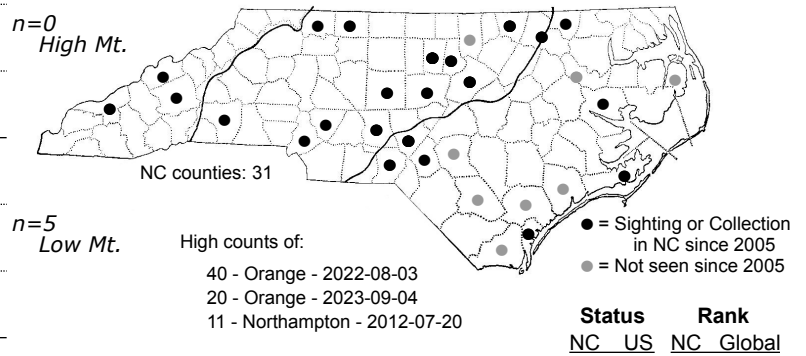 n=0
High Mt.
NC counties: 31
n=5
Low Mt.
High counts of:
40 - Orange - 2022-08-03
20 - Orange - 2023-09-04
11 - Northampton - 2012-07-20
= Sighting or Collection
in NC since 2005
= Not seen since 2005
Status Rank
NC US NC Global